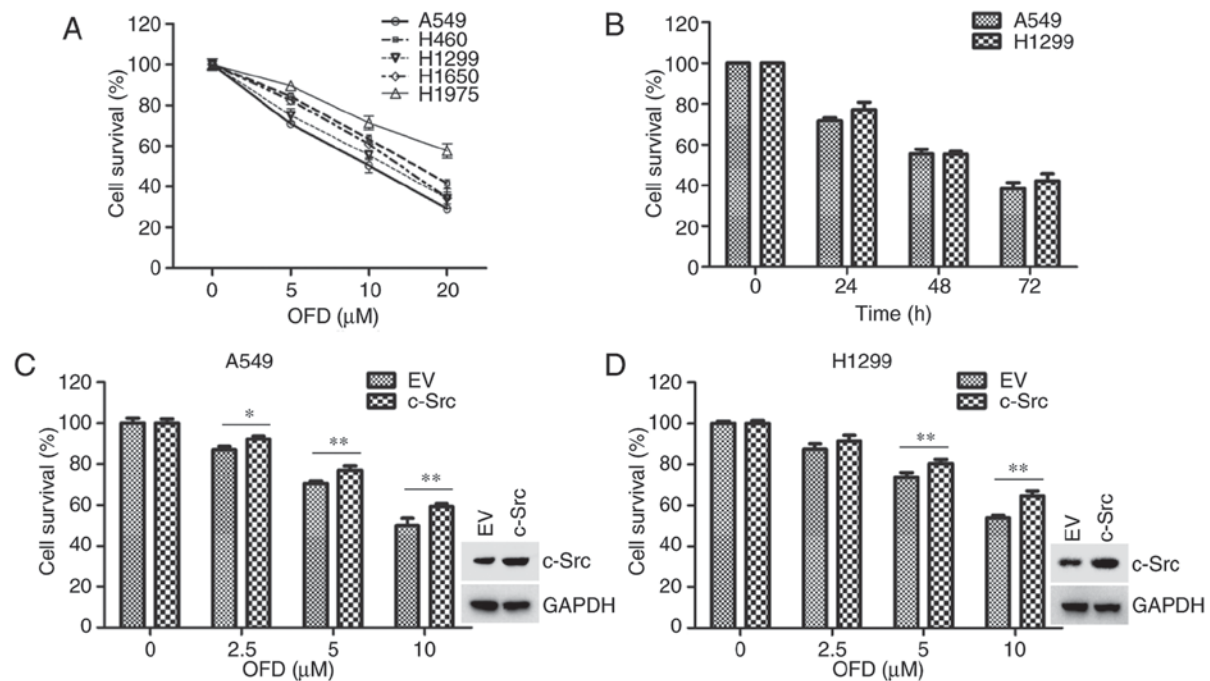 A
Cell survival (%)
120
100
80
60
40
20
0
0 5 10 20
OFD (µM)
A549
H460
H1299
H1650
H1975
B
Cell survival (%)
120
100
80
60
40
20
0
0 24 48 72
Time (h)
A549
H1299
C
A549
Cell survival (%)
120
100
80
60
40
20
0
0 2.5 5 10
OFD (µM)
EV
c-Src
*
**
**
EV c-Src
c-Src
GAPDH
D
H1299
Cell survival (%)
120
100
80
60
40
20
0
0 2.5 5 10
OFD (µM)
EV
c-Src
**
**
EV c-Src
c-Src
GAPDH